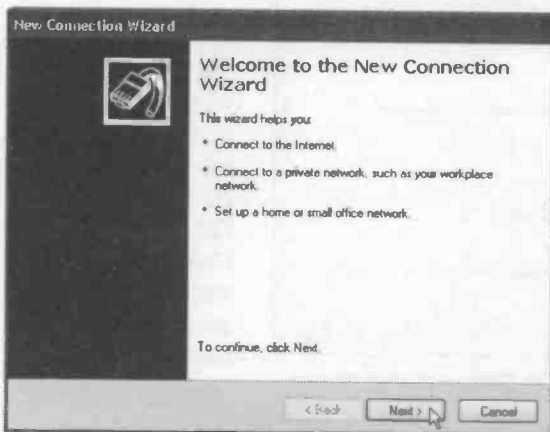 New Connection Wizard
Welcome to the New Connection
Wizard
This wizard helps you:
* Connect to the Internet.
* Connect to a private network, such as your workplace
network.
* Set up a home or small office network.
To continue, click Next.
< Back
Next >
Cancel